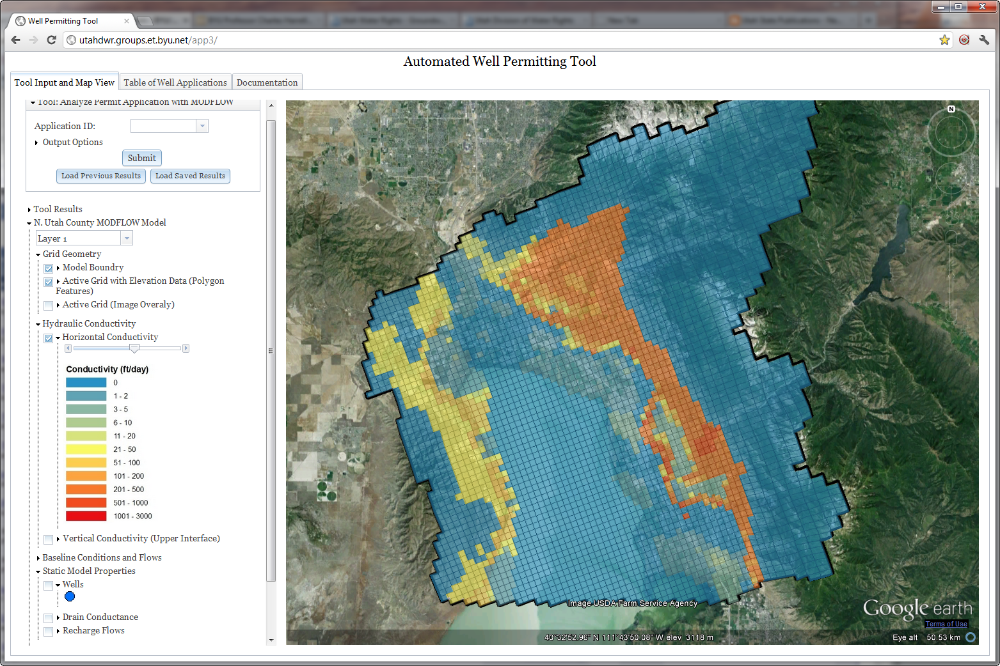 Well Permitting Tool
utahdwr.groups.et.byu.net/app3/
Automated Well Permitting Tool
Tool Input and Map View
Table of Well Applications
Documentation
Tool: Analyze Permit Application with MODFLOW
Application ID:
Output Options
Submit
Load Previous Results
Load Saved Results
Tool Results
N. Utah County MODFLOW Model
Layer 1
Grid Geometry
Model Boundry
Active Grid with Elevation Data (Polygon
Features)
Active Grid (Image Overaly)
Hydraulic Conductivity
Horizontal Conductivity
Conductivity (ft/day)
0
1 - 2
3 - 5
6 - 10
11 - 20
21 - 50
51 - 100
101 - 200
201 - 500
501 - 1000
1001 - 3000
Vertical Conductivity (Upper Interface)
Baseline Conditions and Flows
Static Model Properties
Wells
Drain Conductance
Recharge Flows
N
Image USDA Farm Service Agency
Google earth
Terms of Use
40°32'52.96" N 111°43'50.08" W elev 3118 m
Eye alt 50.53 km